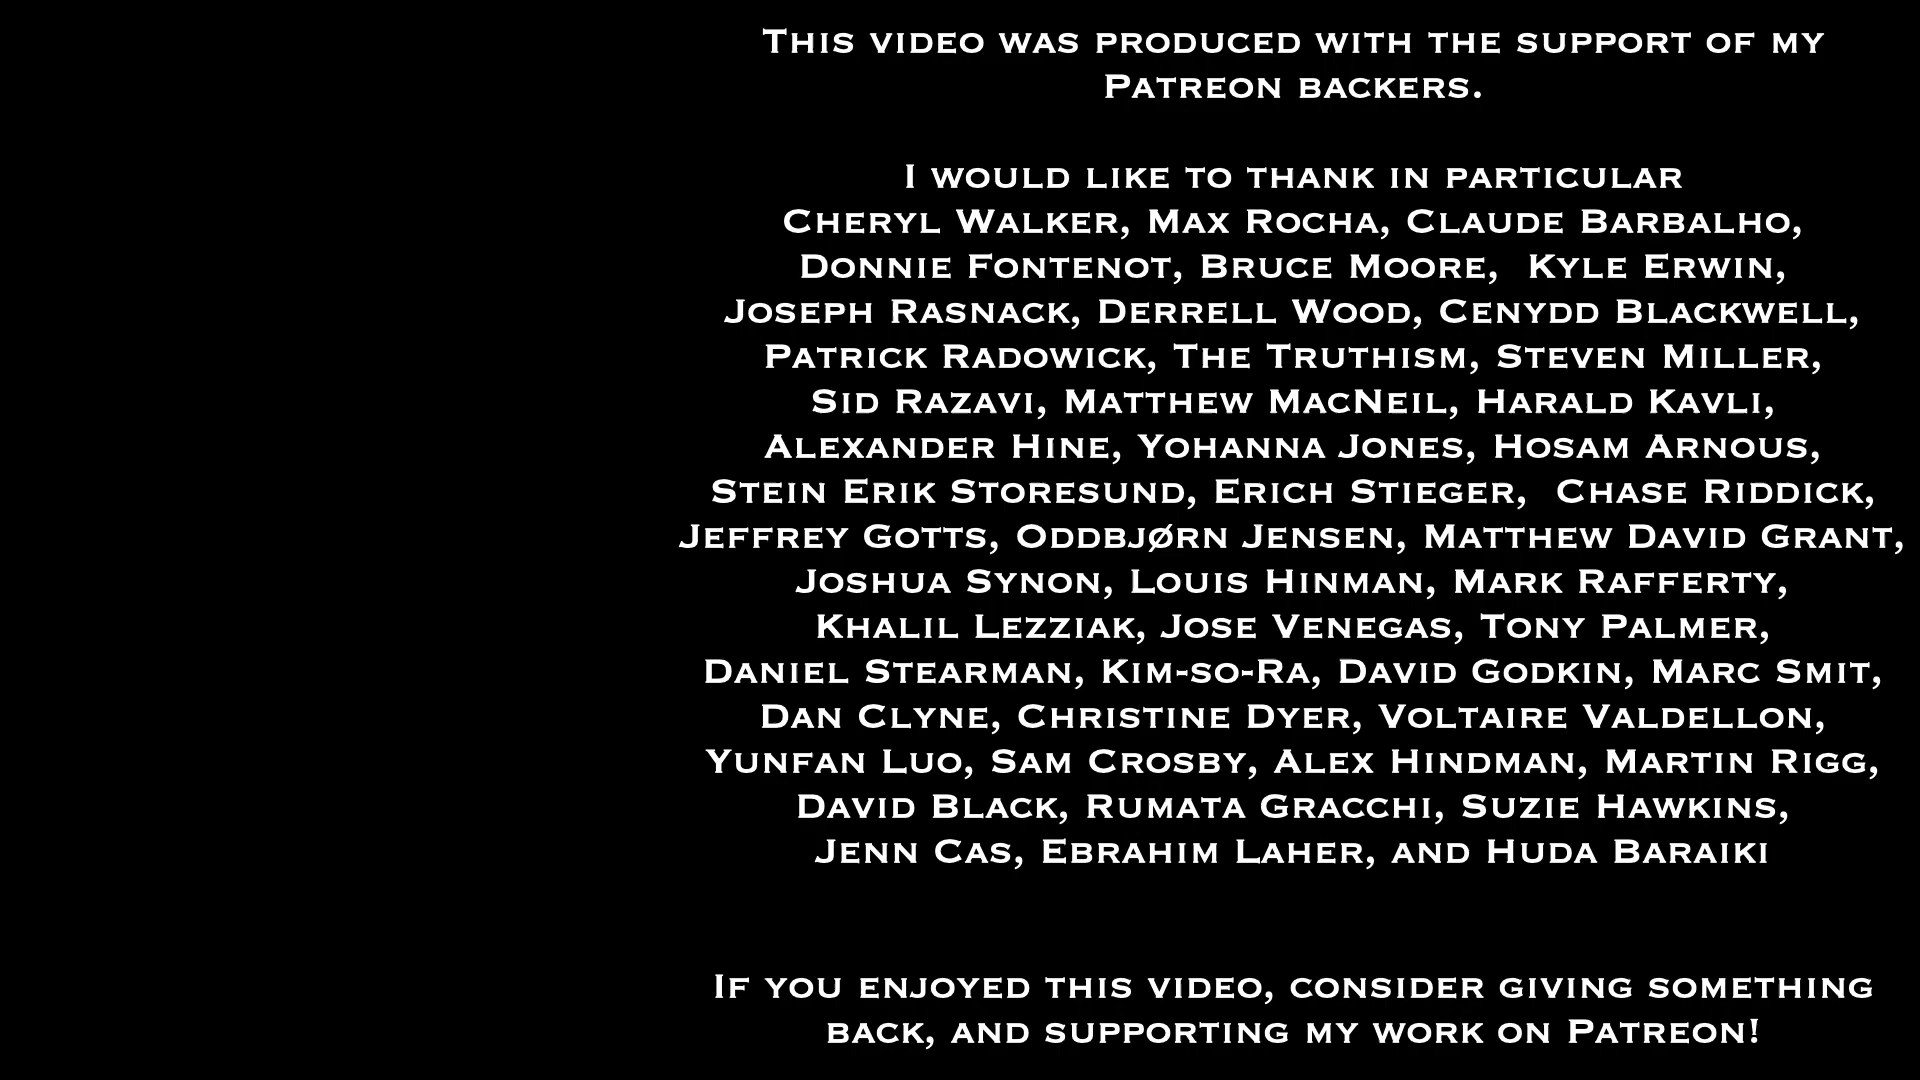 This video was produced with the support of my
Patreon backers.
I would like to thank in particular
Cheryl Walker, Max Rocha, Claude Barbalho,
Donnie Fontenot, Bruce Moore,  Kyle Erwin,
Joseph Rasnack, Derrell Wood, Cenydd Blackwell,
Patrick Radowick, The Truthism, Steven Miller,
Sid Razavi, Matthew MacNeil, Harald Kavli,
Alexander Hine, Yohanna Jones, Hosam Arnous,
Stein Erik Storesund, Erich Stieger,  Chase Riddick,
Jeffrey Gotts, Oddbjørn Jensen, Matthew David Grant,
Joshua Synon, Louis Hinman, Mark Rafferty,
Khalil Lezziak, Jose Venegas, Tony Palmer,
Daniel Stearman, Kim-so-Ra, David Godkin, Marc Smit,
Dan Clyne, Christine Dyer, Voltaire Valdellon,
Yunfan Luo, Sam Crosby, Alex Hindman, Martin Rigg,
David Black, Rumata Gracchi, Suzie Hawkins,
Jenn Cas, Ebrahim Laher, and Huda Baraiki
If you enjoyed this video, consider giving something
back, and supporting my work on Patreon!